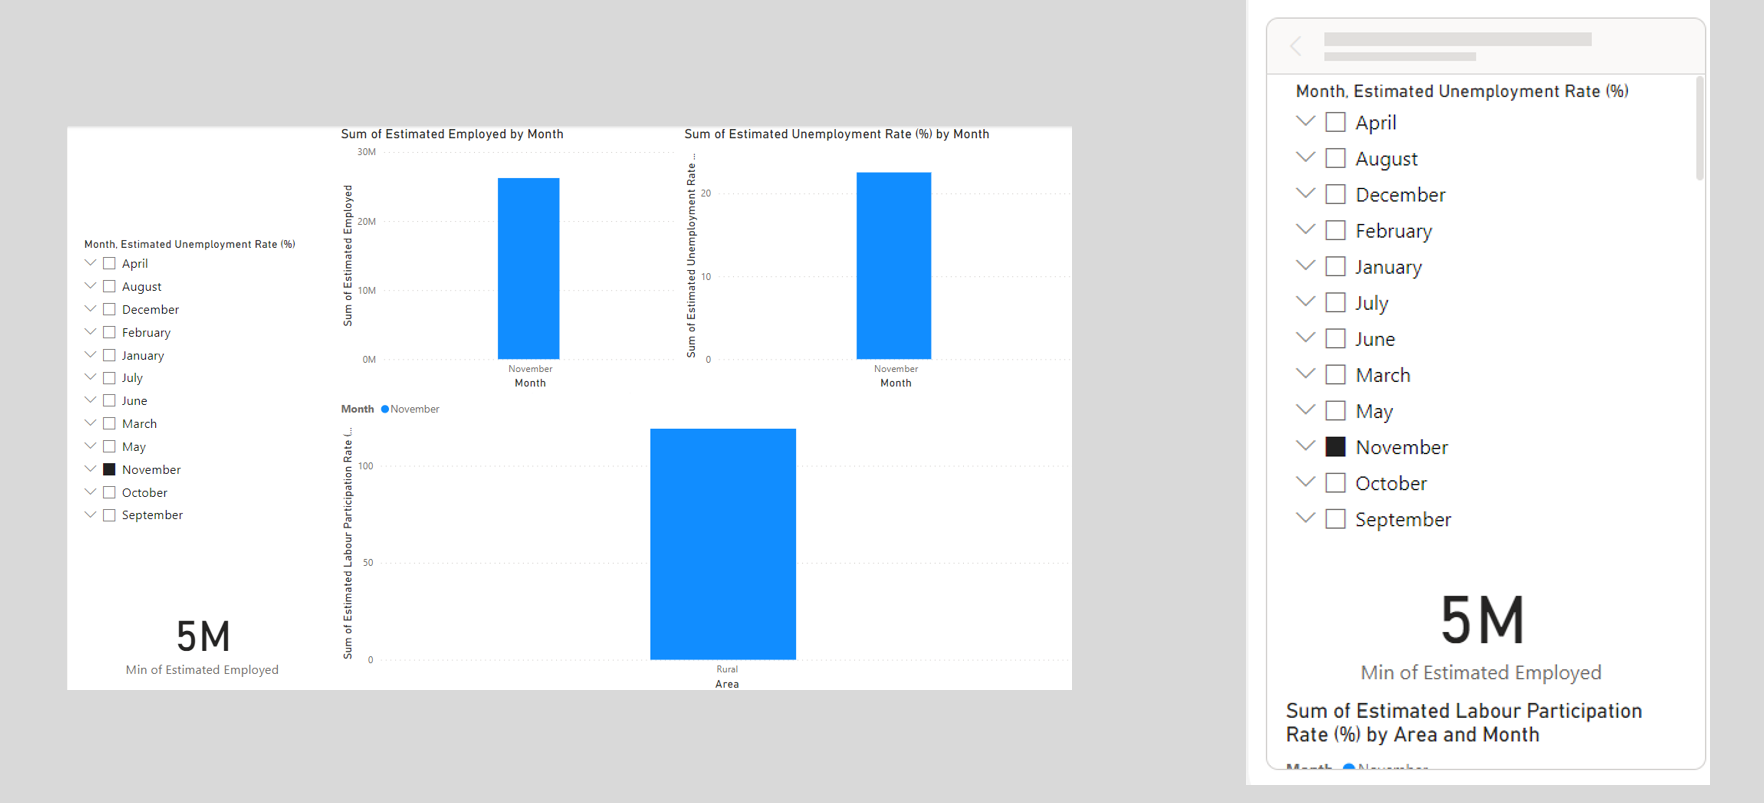 Month, Estimated Unemployment Rate (%)
April
August
December
February
January
July
June
March
May
November
October
September
5M
Min of Estimated Employed
Sum of Estimated Employed by Month
Sum of Estimated Employed
30M
20M
10M
0M
November
Month
Sum of Estimated Unemployment Rate (%) by Month
Sum of Estimated Unemployment Rate ...
20
10
0
November
Month
Month November
Sum of Estimated Labour Participation Rate (...
100
50
0
Rural
Area
Month, Estimated Unemployment Rate (%)
April
August
December
February
January
July
June
March
May
November
October
September
5M
Min of Estimated Employed
Sum of Estimated Labour Participation
Rate (%) by Area and Month
Month November